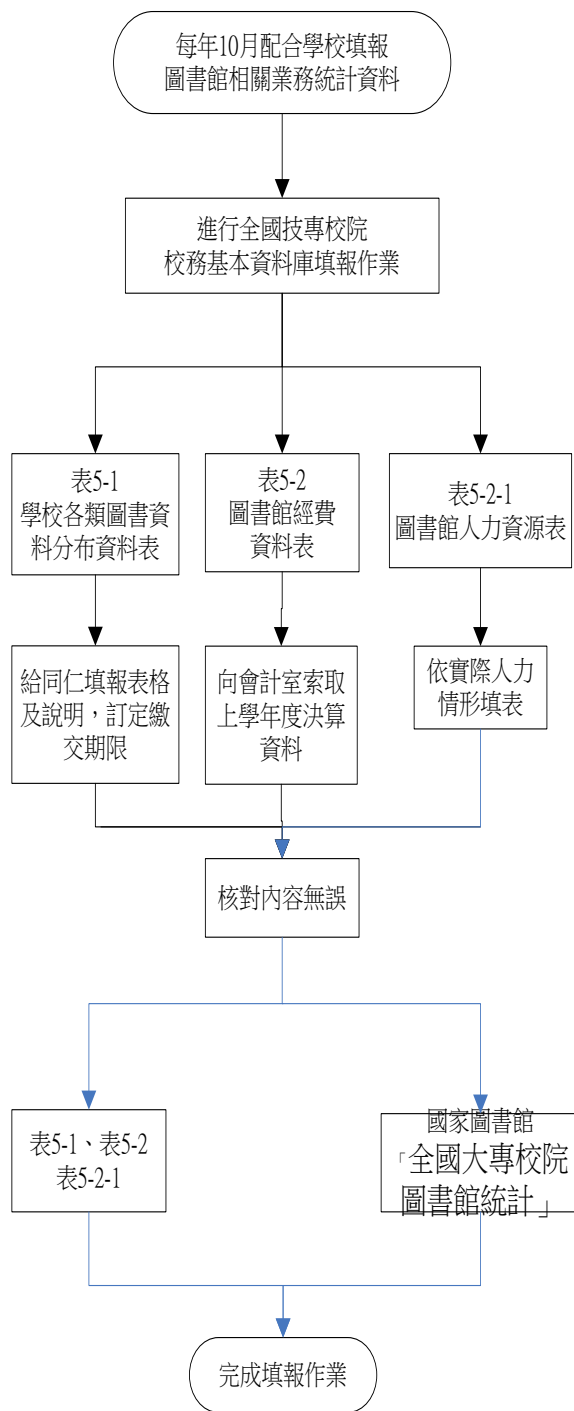 每年10月配合學校填報
圖書館相關業務統計資料
進行全國技專校院
校務基本資料庫填報作業
表5-1
學校各類圖書資
料分布資料表
表5-2
圖書館經費
資料表
表5-2-1
圖書館人力資源表
給同仁填報表格
及說明，訂定繳
交期限
向會計室索取
上學年度決算
資料
依實際人力
情形填表
核對內容無誤
表5-1、表5-2
表5-2-1
國家圖書館
「全國大專校院
圖書館統計」
完成填報作業